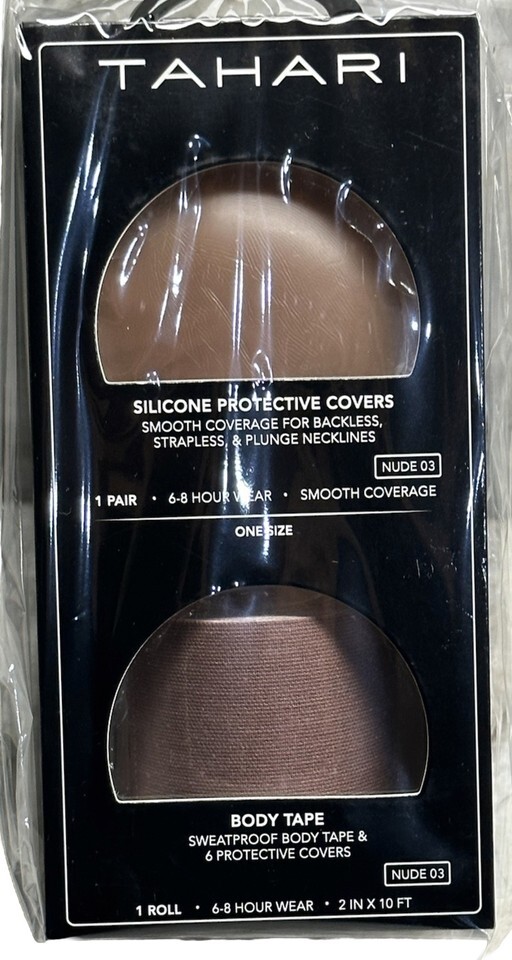 TAHARI
SILICONE PROTECTIVE COVERS
SMOOTH COVERAGE FOR BACKLESS,
STRAPLESS, & PLUNGE NECKLINES
NUDE 03
1 PAIR • 6-8 HOUR WEAR • SMOOTH COVERAGE
ONE SIZE
BODY TAPE
SWEATPROOF BODY TAPE &
6 PROTECTIVE COVERS
NUDE 03
1 ROLL • 6-8 HOUR WEAR • 2 IN X 10 FT